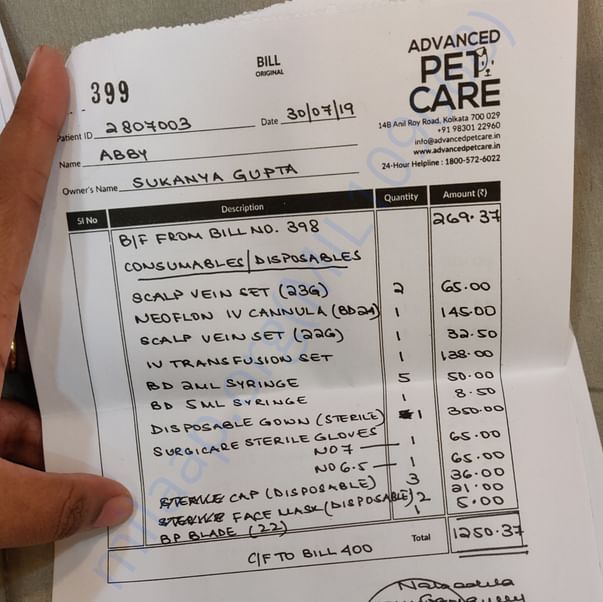 BILL
ORIGINAL
399
ADVANCED
PET
CARE
14B Anil Roy Road, Kolkata 700 029
+91 98301 22960
info@advancedpetcare.in
www.advancedpetcare.in
24-Hour Helpline : 1800-572-6022
Patient ID 2807003 Date 30/07/19
Name ABBY
Owner's Name SUKANYA GUPTA
Sl No Description Quantity Amount (₹)
B/F FROM BILL NO. 398 269.37
CONSUMABLES/DISPOSABLES
SCALP VEIN SET (23G) 2 65.00
NEOFLON IV CANNULA (BD24) 1 145.00
SCALP VEIN SET (22G) 1 32.50
IV TRANSFUSION SET 1 138.00
BD 2ML SYRINGE 5 50.00
BD 5ML SYRINGE 1 8.50
DISPOSABLE GOWN (STERILE) 1 350.00
SURGICARE STERILE GLOVES
NO 7 — 1 65.00
NO 6.5 — 1 65.00
STERILE CAP (DISPOSABLE) 3 36.00
STERILE FACE MASK (DISPOSABLE) 2 21.00
BP BLADE (22) 1 5.00
C/F TO BILL 400 Total 1250.37
milaap.org